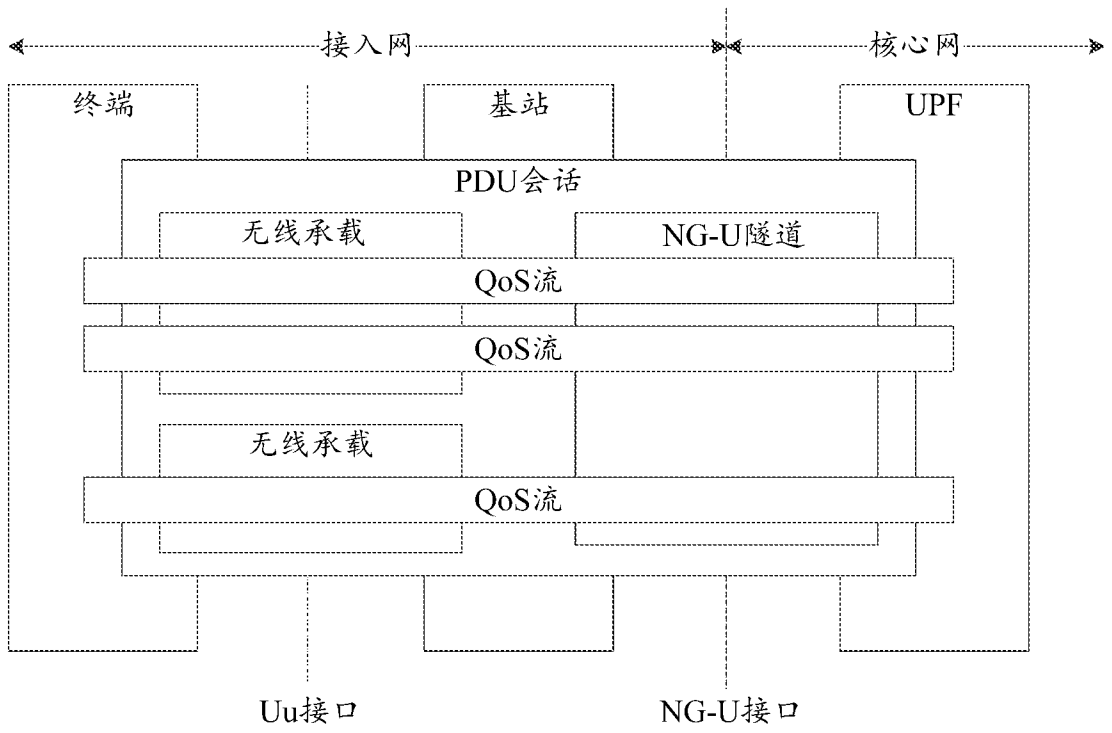 接入网
核心网
终端
基站
UPF
PDU会话
无线承载
NG-U隧道
QoS流
QoS流
无线承载
QoS流
Uu接口
NG-U接口